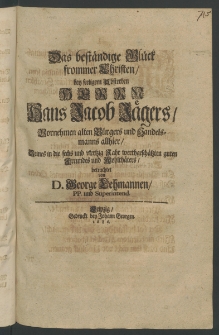 Das beständige Glück
frommer Christen/
bey seeligem Absterben
HERRN
Hans Jacob Jägers/
Vornehmen alten Bürgers und Handels-
manns allhier/
Seines in die sechs und viertzig Jahr werthgeschätzten guten
Freundes und Wohlthäters/
betrachtet
von
D. George Lehmannen/
PP. und Superintend.
Leipzig/
Gedruckt bey Johann Georgen.